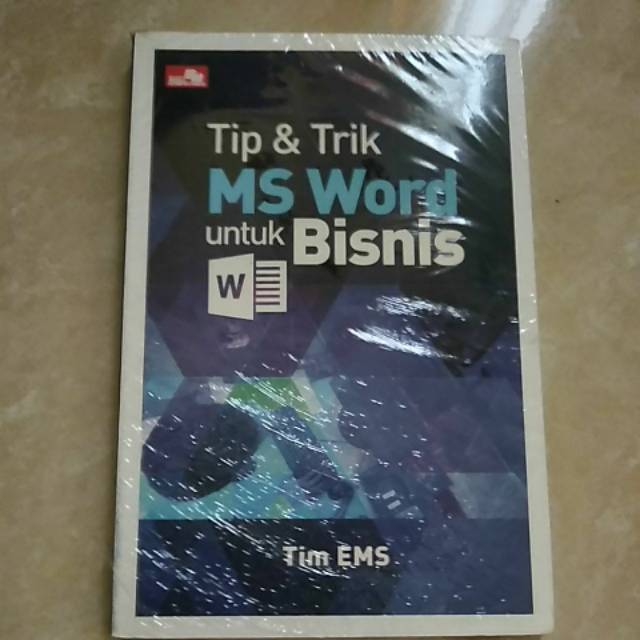 Tip & Trik
MS Word
untuk Bisnis
W
Tim EMS